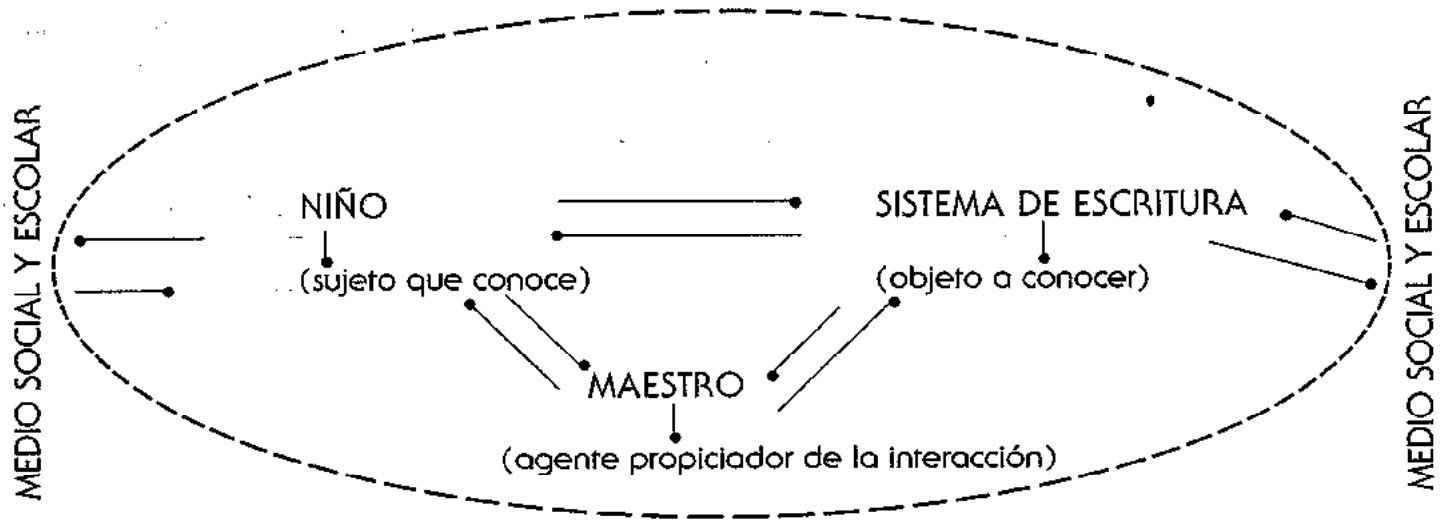 MEDIO SOCIAL Y ESCOLAR
NIÑO
(sujeto que conoce)
SISTEMA DE ESCRITURA
(objeto a conocer)
MAESTRO
(agente propiciador de la interacción)
MEDIO SOCIAL Y ESCOLAR